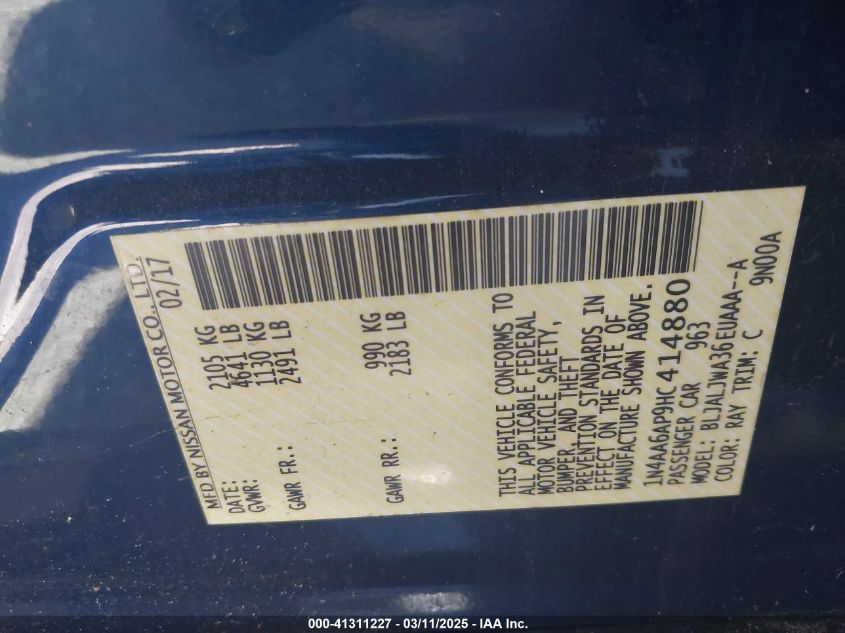 MFD BY NISSAN MOTOR CO., LTD.
DATE: 02/17
GVWR: 2105 KG
4641 LB
GAWR FR.: 1130 KG
2491 LB
GAWR RR.: 990 KG
2183 LB
THIS VEHICLE CONFORMS TO
ALL APPLICABLE FEDERAL
MOTOR VEHICLE SAFETY,
BUMPER, AND THEFT
PREVENTION STANDARDS IN
EFFECT ON THE DATE OF
MANUFACTURE SHOWN ABOVE.
1N4AA6AP9HC414880
PASSENGER CAR 963
MODEL: BLJALJWA36EUAAA--A
COLOR: RAY TRIM: C 9N00A
000-41311227 - 03/11/2025 - IAA Inc.